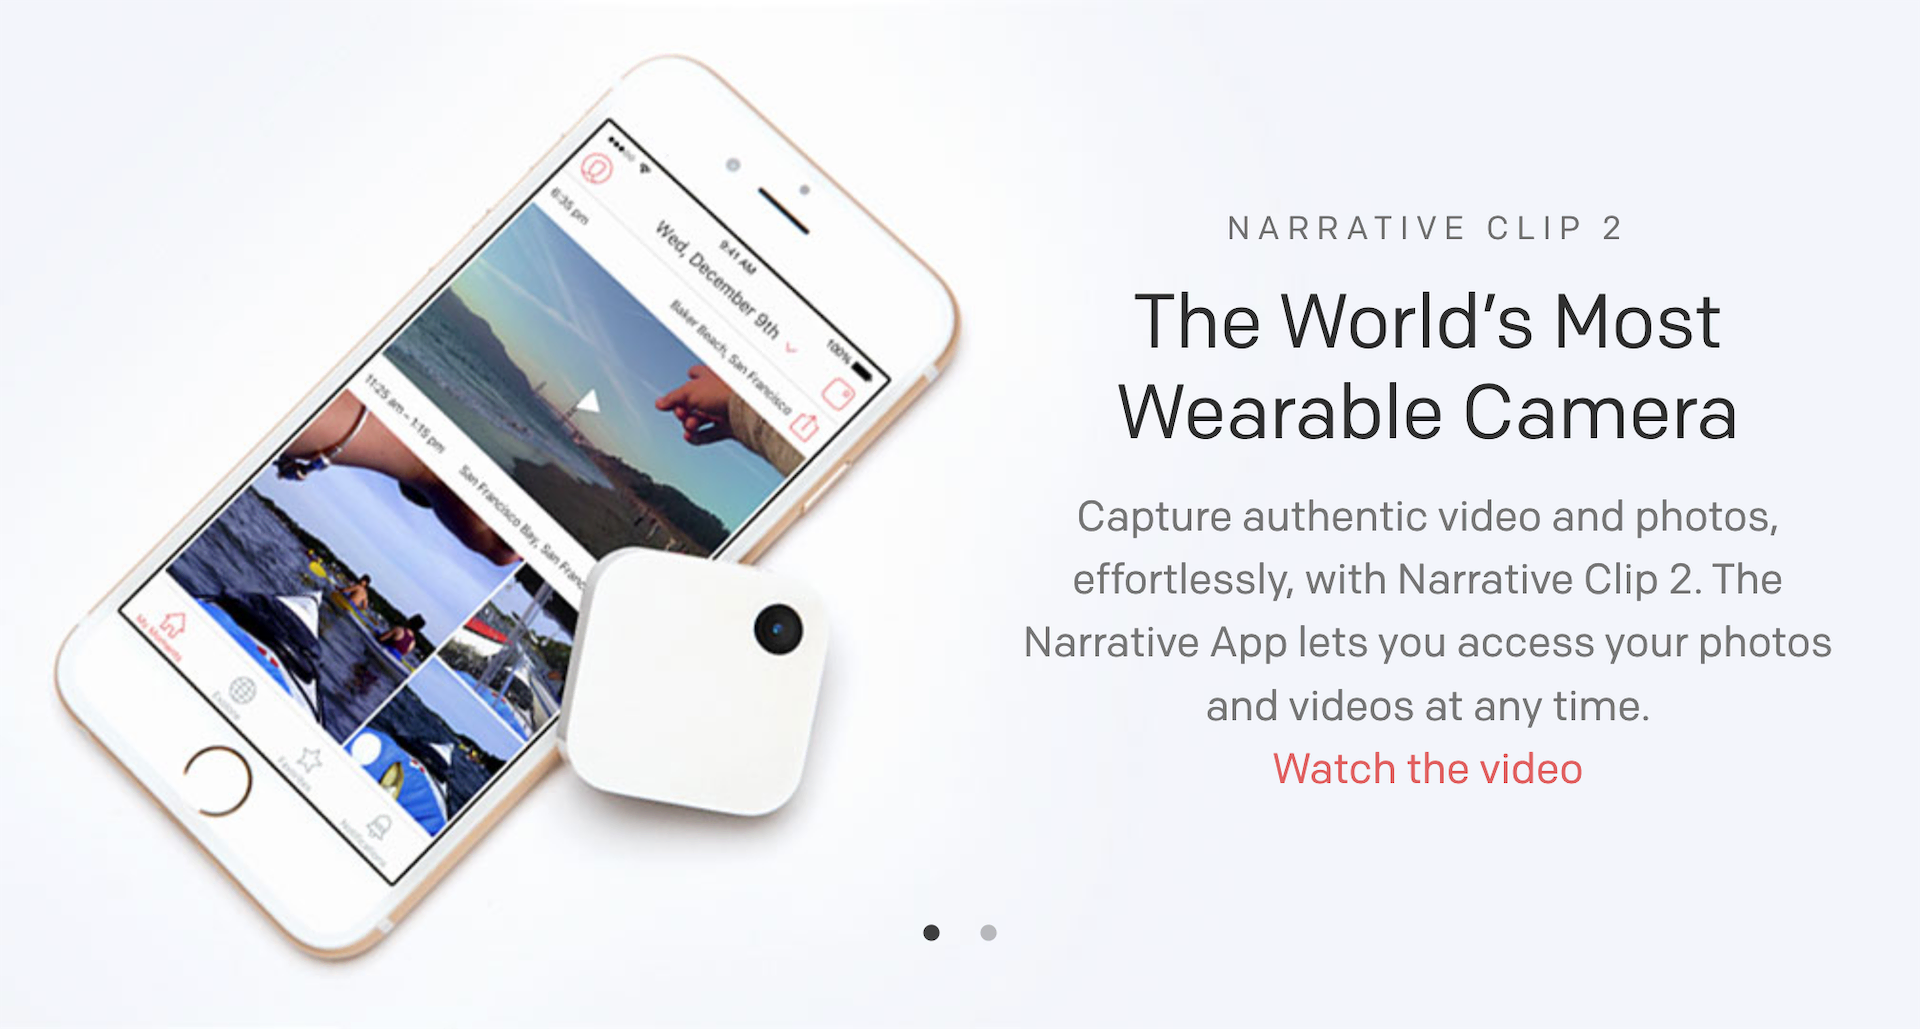 9:41 AM
100%
Wed, December 9th
6:35 pm
Baker Beach, San Francisco
11:25 am – 1:15 pm
San Francisco Bay, San Franc
My Moments
Explore
Favorites
Notifications
NARRATIVE CLIP 2
The World’s Most
Wearable Camera
Capture authentic video and photos,
effortlessly, with Narrative Clip 2. The
Narrative App lets you access your photos
and videos at any time.
Watch the video